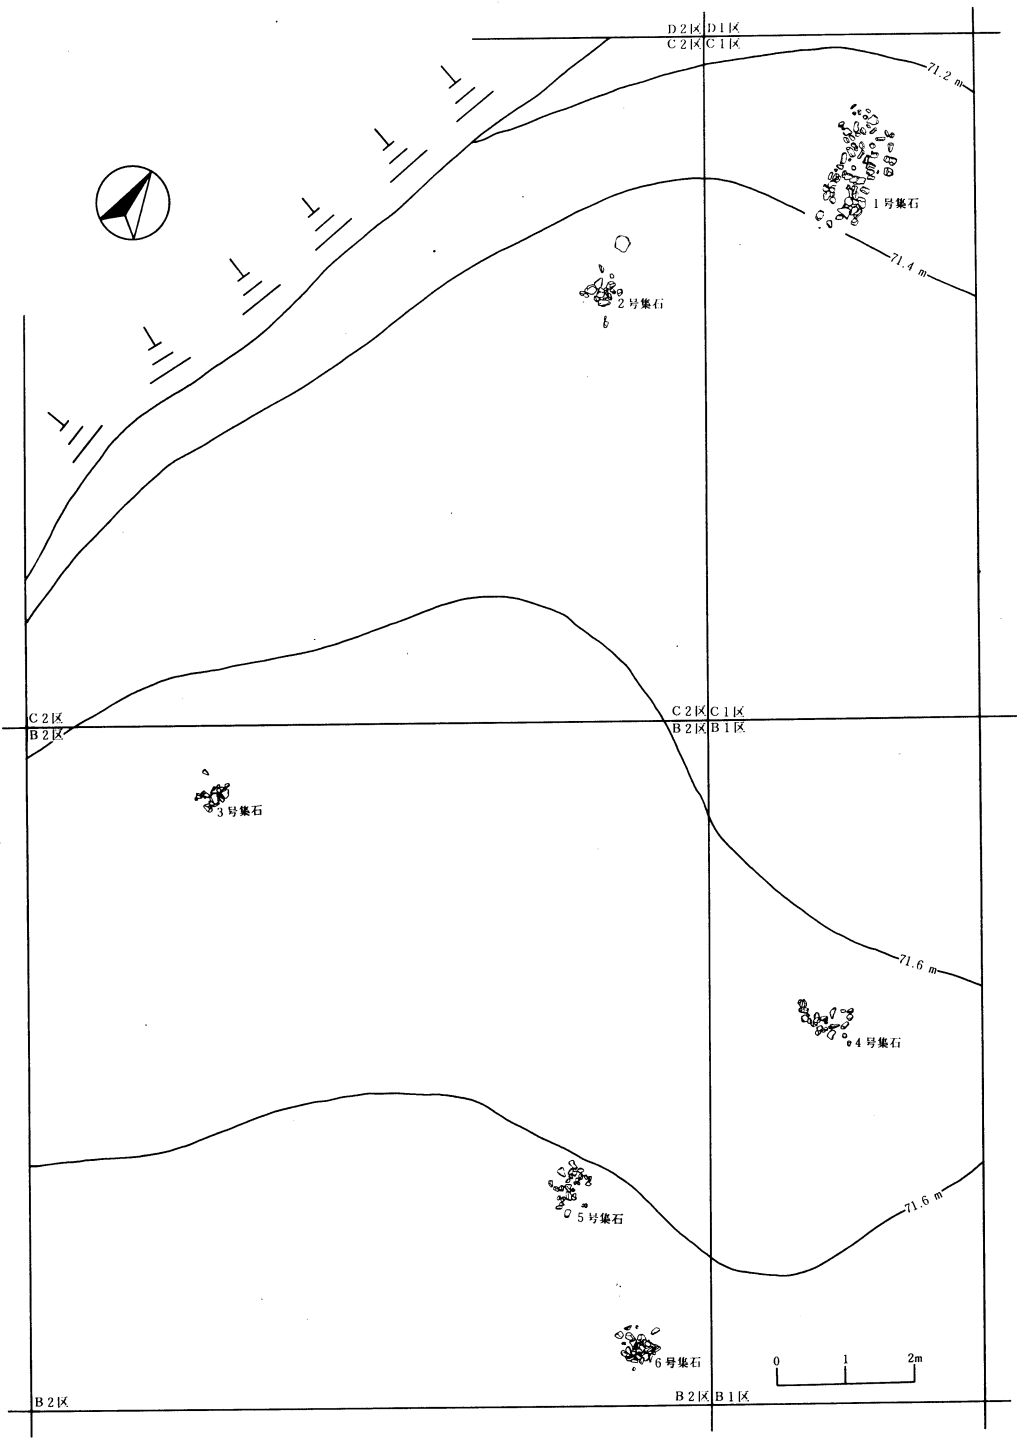 D2区 D1区
C2区 C1区
71.2 m
1号集石
71.4 m
2号集石
C2区
B2区
C2区 C1区
B2区 B1区
3号集石
71.6 m
4号集石
71.6 m
5号集石
6号集石
0 1 2m
B2区
B2区 B1区